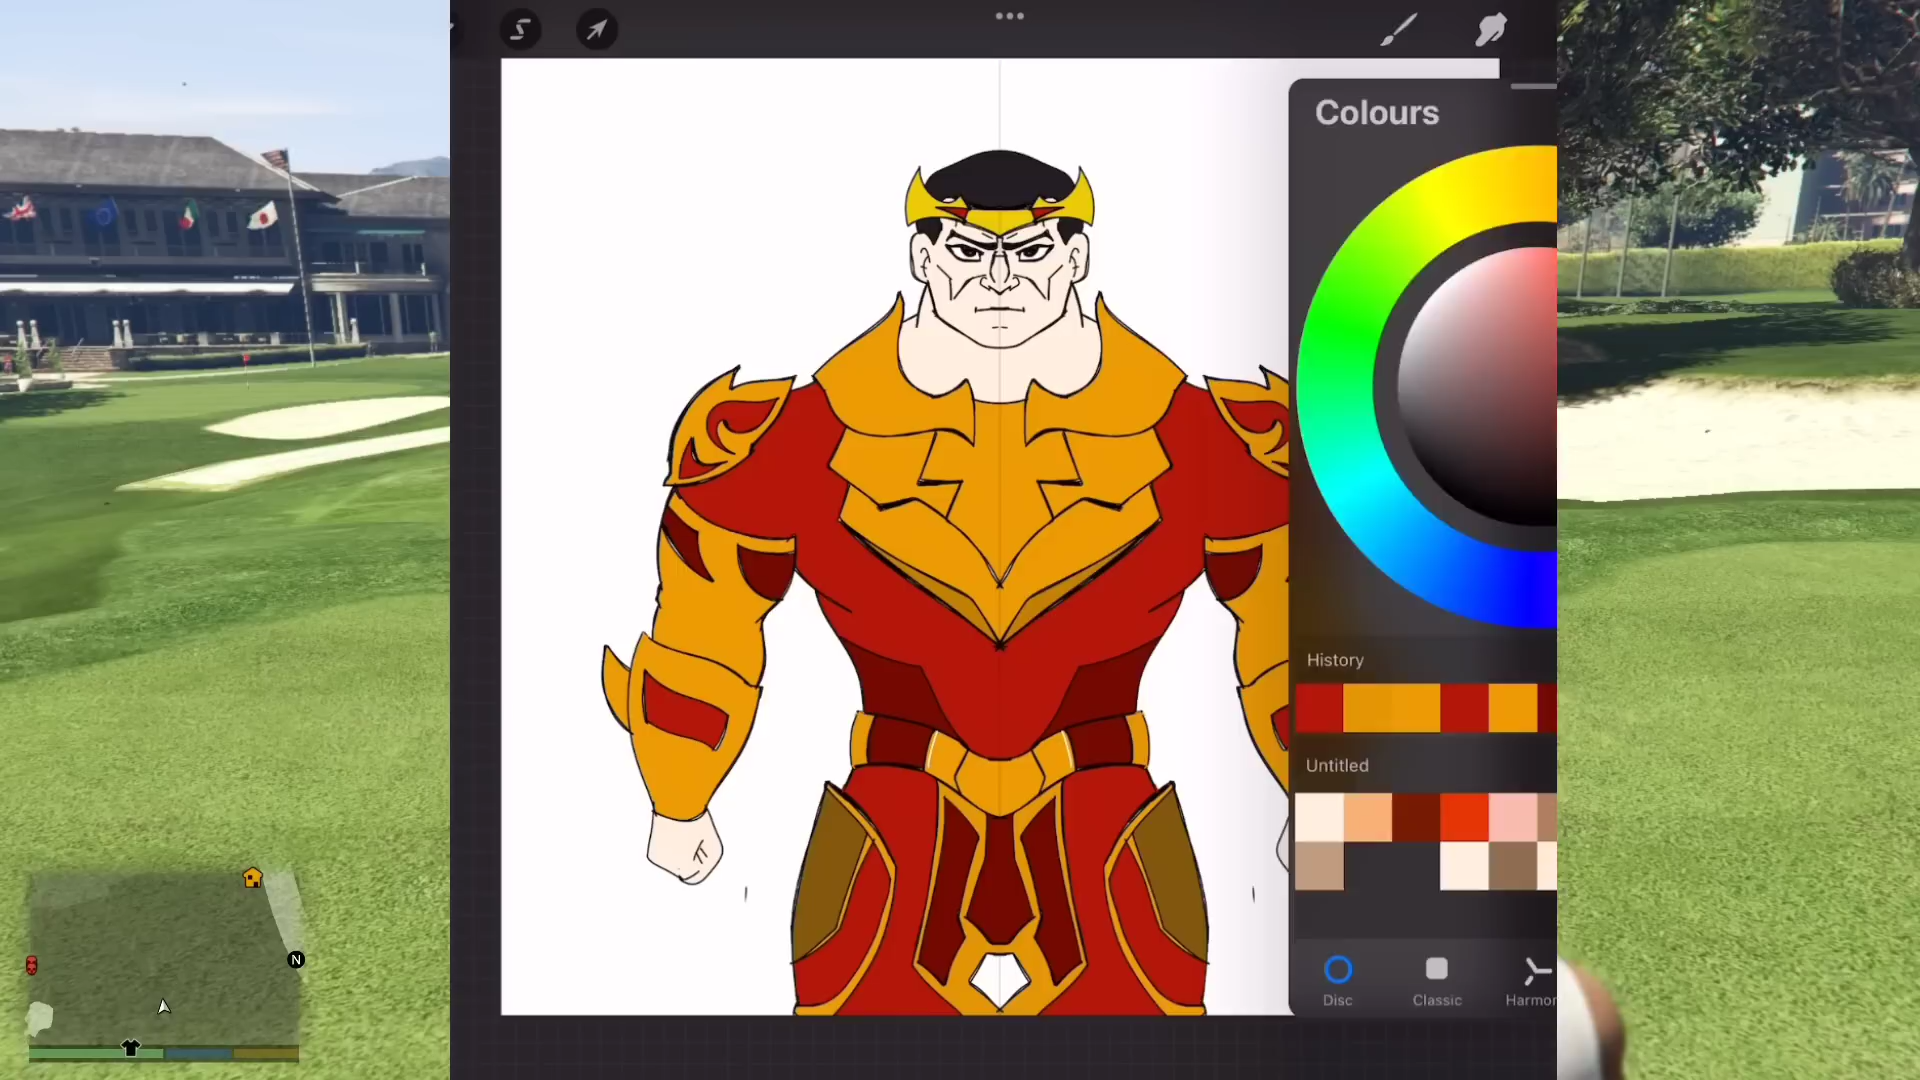 Colours
History
Untitled
Disc
Classic
Harmor
N